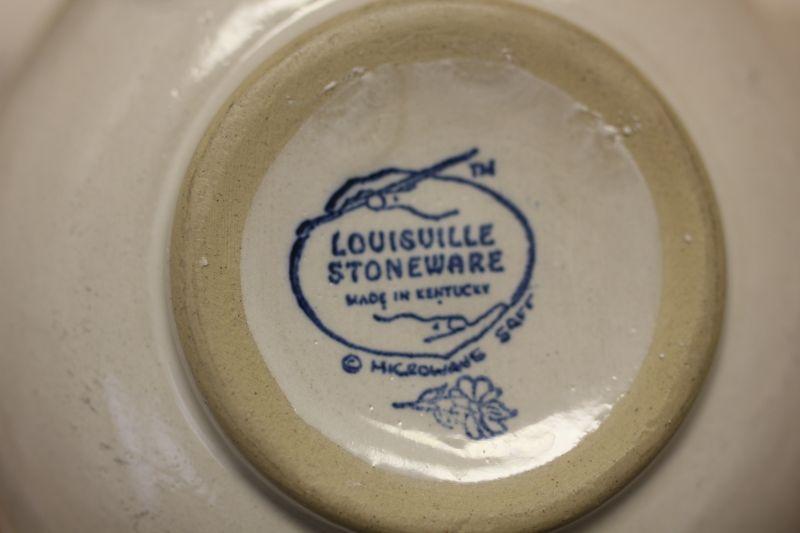 TM
LOUISVILLE
STONEWARE
MADE IN KENTUCKY
© MICROWAVE SAFE